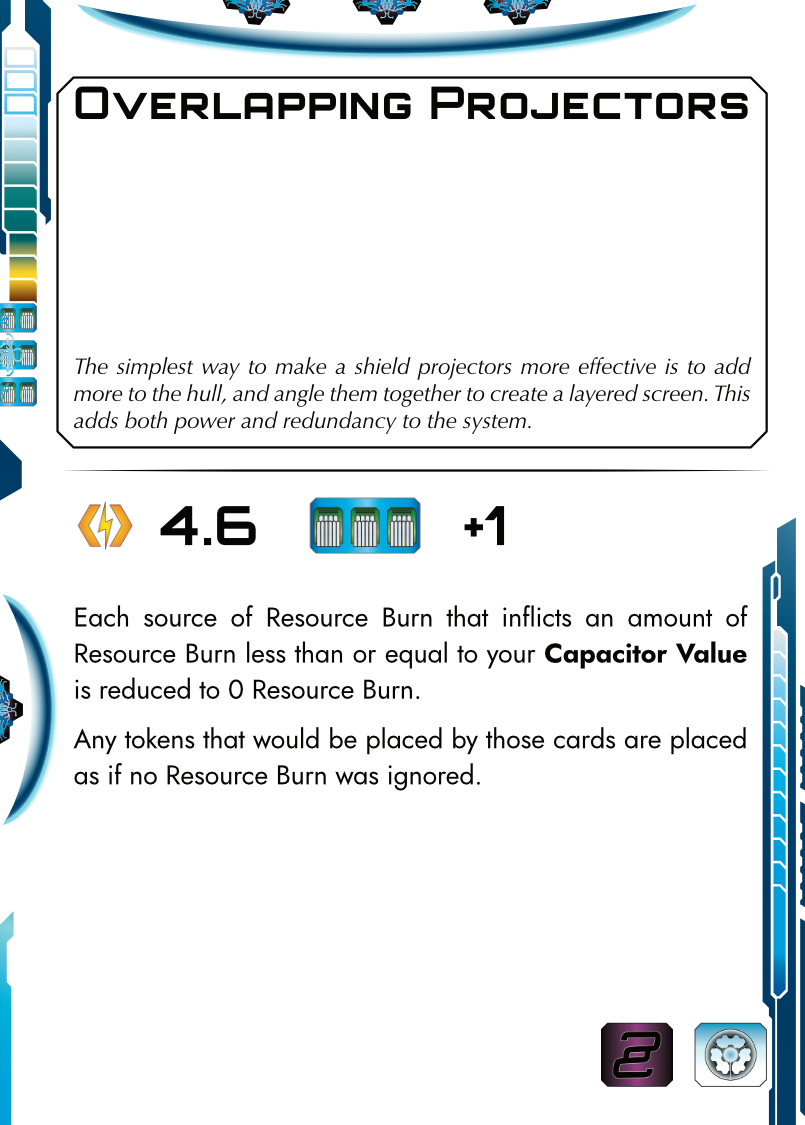 Overlapping Projectors
The simplest way to make a shield projectors more effective is to add
more to the hull, and angle them together to create a layered screen. This
adds both power and redundancy to the system.
4.6 +1
Each source of Resource Burn that inflicts an amount of
Resource Burn less than or equal to your Capacitor Value
is reduced to 0 Resource Burn.
Any tokens that would be placed by those cards are placed
as if no Resource Burn was ignored.
2